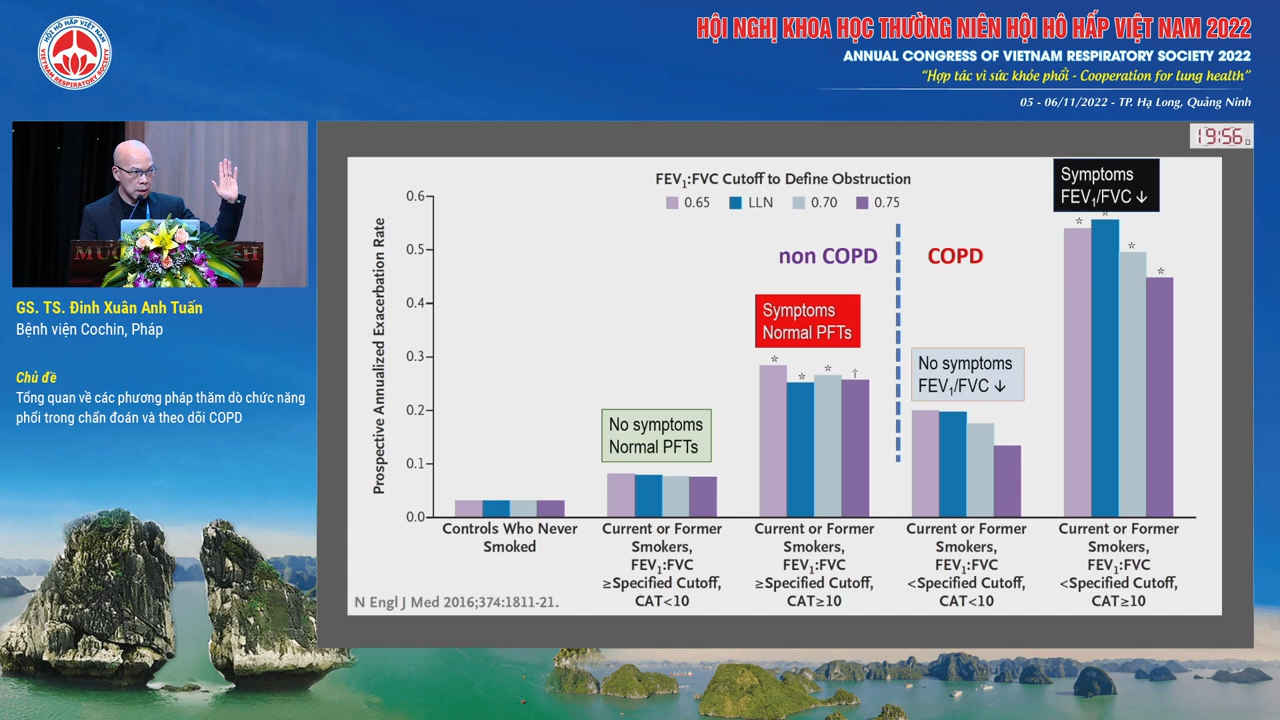 HỘI HÔ HẤP VIỆT NAM
VIETNAM RESPIRATORY SOCIETY
HỘI NGHỊ KHOA HỌC THƯỜNG NIÊN HỘI HÔ HẤP VIỆT NAM 2022
ANNUAL CONGRESS OF VIETNAM RESPIRATORY SOCIETY 2022
“Hợp tác vì sức khỏe phổi - Cooperation for lung health”
05 - 06/11/2022 - TP. Hạ Long, Quảng Ninh
19:56
GS. TS. Đinh Xuân Anh Tuấn
Bệnh viện Cochin, Pháp
Chủ đề
Tổng quan về các phương pháp thăm dò chức năng
phổi trong chẩn đoán và theo dõi COPD
FEV₁:FVC Cutoff to Define Obstruction
0.65 LLN 0.70 0.75
Prospective Annualized Exacerbation Rate
0.6
0.5
0.4
0.3
0.2
0.1
0.0
non COPD
COPD
No symptoms
Normal PFTs
Symptoms
Normal PFTs
* * * †
No symptoms
FEV₁/FVC ↓
Symptoms
FEV₁/FVC ↓
* * * *
Controls Who Never
Smoked
Current or Former
Smokers,
FEV₁:FVC
≥Specified Cutoff,
CAT<10
Current or Former
Smokers,
FEV₁:FVC
≥Specified Cutoff,
CAT≥10
Current or Former
Smokers,
FEV₁:FVC
<Specified Cutoff,
CAT<10
Current or Former
Smokers,
FEV₁:FVC
<Specified Cutoff,
CAT≥10
N Engl J Med 2016;374:1811-21.